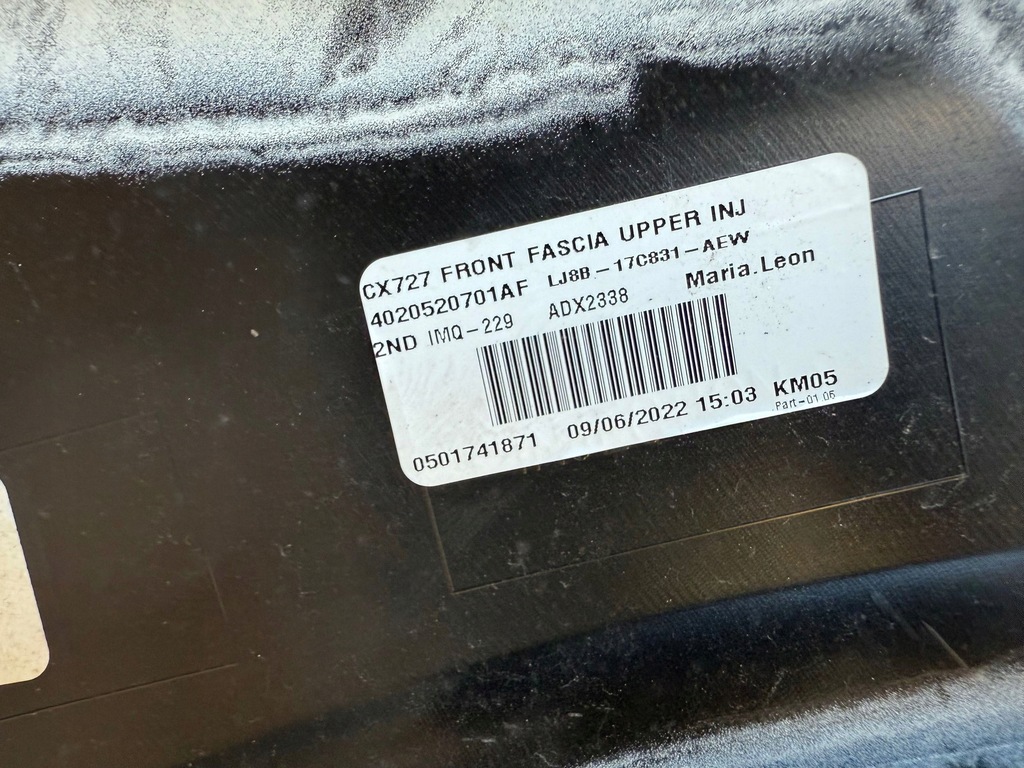 CX727 FRONT FASCIA UPPER INJ
4020520701AF LJ8B-17C831-AEW
2ND IMQ-229 ADX2338 Maria.Leon
0501741871 09/06/2022 15:03 KM05
Part-01.06